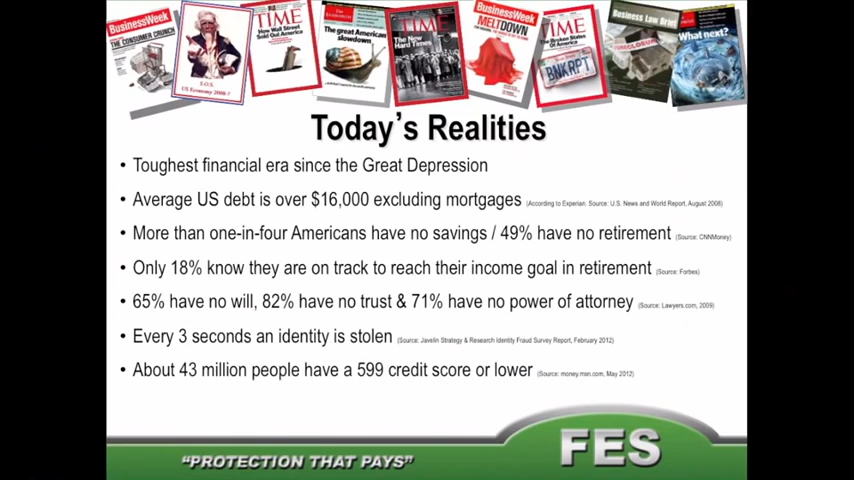 BusinessWeek
THE CONSUMER CRUNCH
S.O.S.
US Economy 2008-?
TIME
How Wall Street
Sold Out America
The Economist
The great American
slowdown
TIME
The New
Hard Times
BusinessWeek
MELTDOWN
TIME
The Broken States
Of America
BNKRPT
Business Law Brief
FORECLOSURE
What next?
Today's Realities
• Toughest financial era since the Great Depression
• Average US debt is over $16,000 excluding mortgages (According to Experian. Source: U.S. News and World Report, August 2008)
• More than one-in-four Americans have no savings / 49% have no retirement (Source: CNNMoney)
• Only 18% know they are on track to reach their income goal in retirement (Source: Forbes)
• 65% have no will, 82% have no trust & 71% have no power of attorney (Source: Lawyers.com, 2009)
• Every 3 seconds an identity is stolen (Source: Javelin Strategy & Research Identity Fraud Survey Report, February 2012)
• About 43 million people have a 599 credit score or lower (Source: money.msn.com, May 2012)
"PROTECTION THAT PAYS"
FES